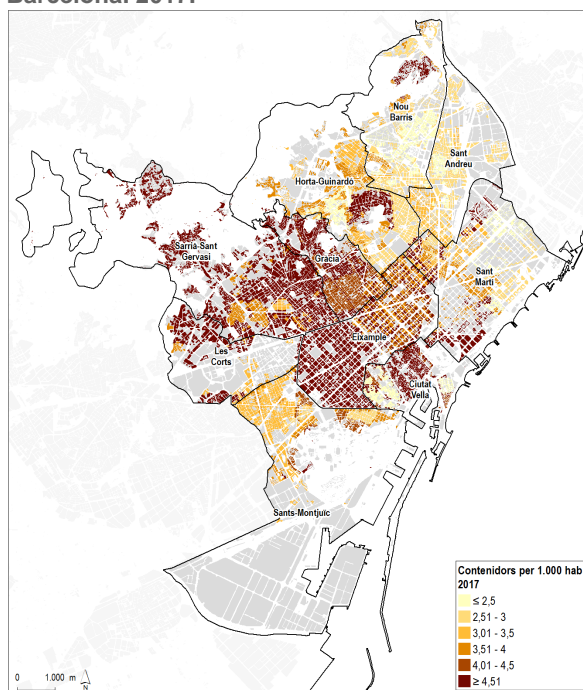 Barcelona. 2017.
Nou
Barris
Sant
Andreu
Horta-Guinardó
Sarrià-Sant
Gervasi
Gràcia
Sant
Martí
Eixample
Les
Corts
Ciutat
Vella
Sants-Montjuïc
Contenidors per 1.000 hab
2017
≤ 2,5
2,51 - 3
3,01 - 3,5
3,51 - 4
4,01 - 4,5
≥ 4,51
0 1.000 m
N